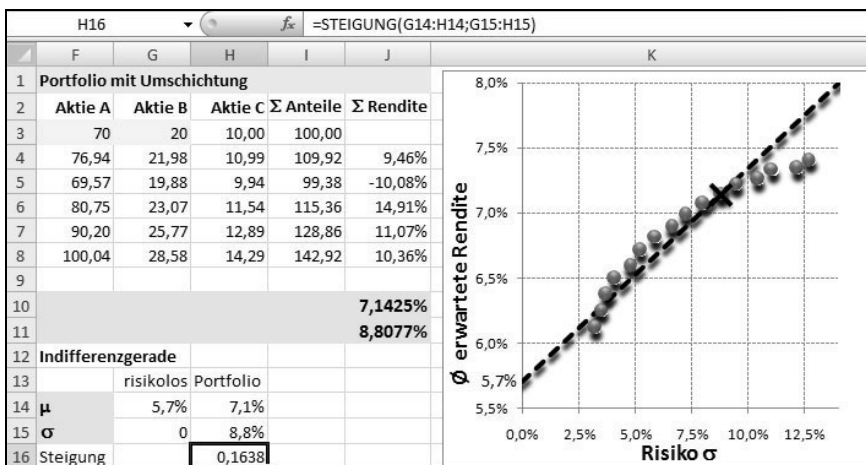 H16 fx =STEIGUNG(G14:H14;G15:H15)
F G H I J K
1 Portfolio mit Umschichtung
2 Aktie A Aktie B Aktie C Σ Anteile Σ Rendite
3 70 20 10,00 100,00
4 76,94 21,98 10,99 109,92 9,46%
5 69,57 19,88 9,94 99,38 -10,08%
6 80,75 23,07 11,54 115,36 14,91%
7 90,20 25,77 12,89 128,86 11,07%
8 100,04 28,58 14,29 142,92 10,36%
9
10 7,1425%
11 8,8077%
12 Indifferenzgerade
13 risikolos Portfolio
14 μ 5,7% 7,1%
15 σ 0 8,8%
16 Steigung 0,1638
8,0%
7,5%
7,0%
6,5%
6,0%
5,7%
5,5%
Ø erwartete Rendite
0,0% 2,5% 5,0% 7,5% 10,0% 12,5%
Risiko σ